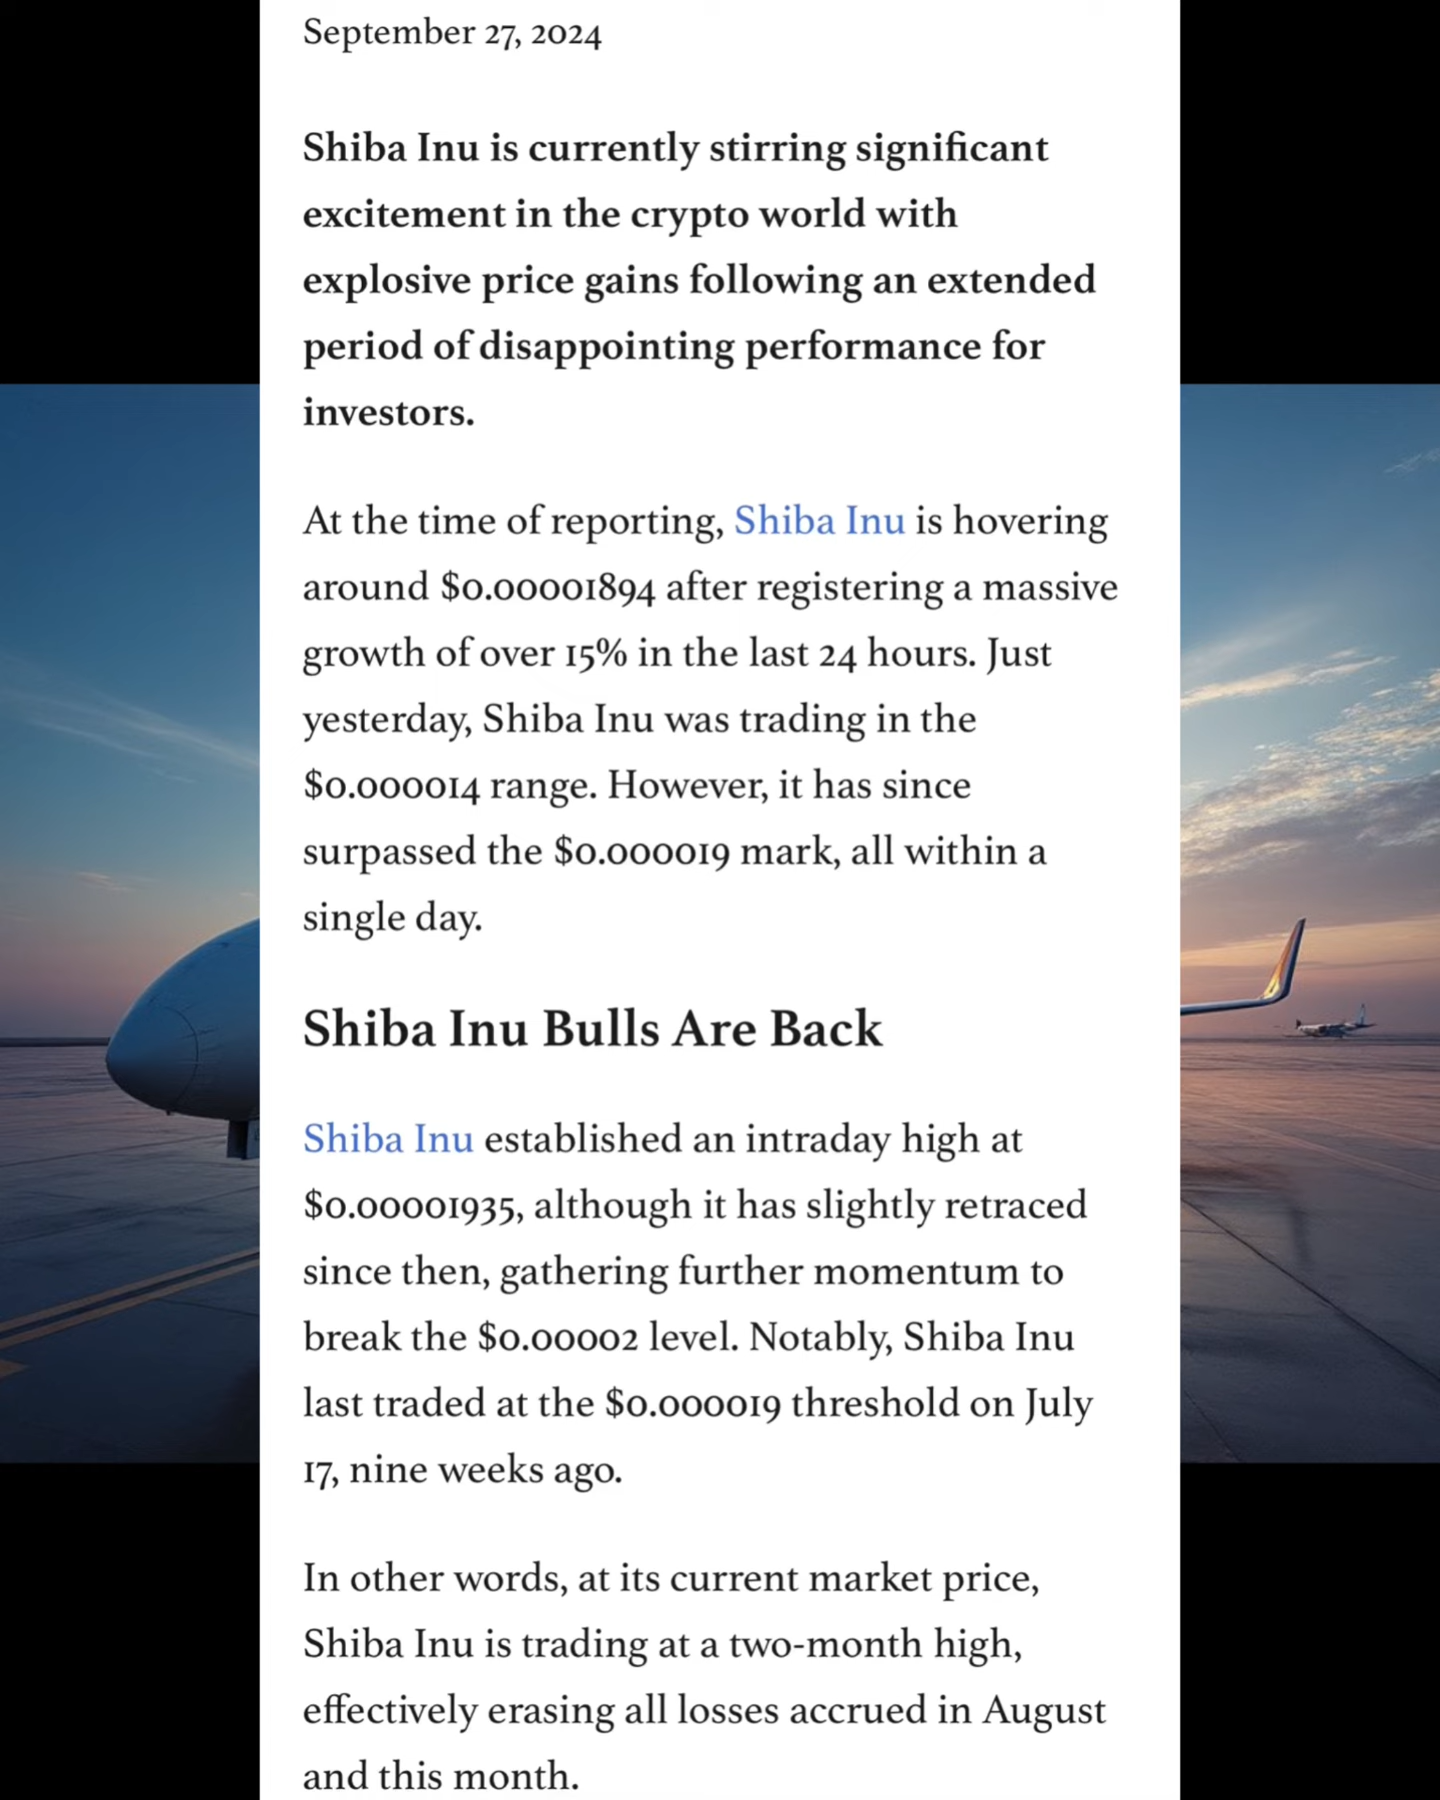 September 27, 2024
Shiba Inu is currently stirring significant
excitement in the crypto world with
explosive price gains following an extended
period of disappointing performance for
investors.
At the time of reporting, Shiba Inu is hovering
around $0.00001894 after registering a massive
growth of over 15% in the last 24 hours. Just
yesterday, Shiba Inu was trading in the
$0.000014 range. However, it has since
surpassed the $0.000019 mark, all within a
single day.
Shiba Inu Bulls Are Back
Shiba Inu established an intraday high at
$0.00001935, although it has slightly retraced
since then, gathering further momentum to
break the $0.00002 level. Notably, Shiba Inu
last traded at the $0.000019 threshold on July
17, nine weeks ago.
In other words, at its current market price,
Shiba Inu is trading at a two-month high,
effectively erasing all losses accrued in August
and this month.